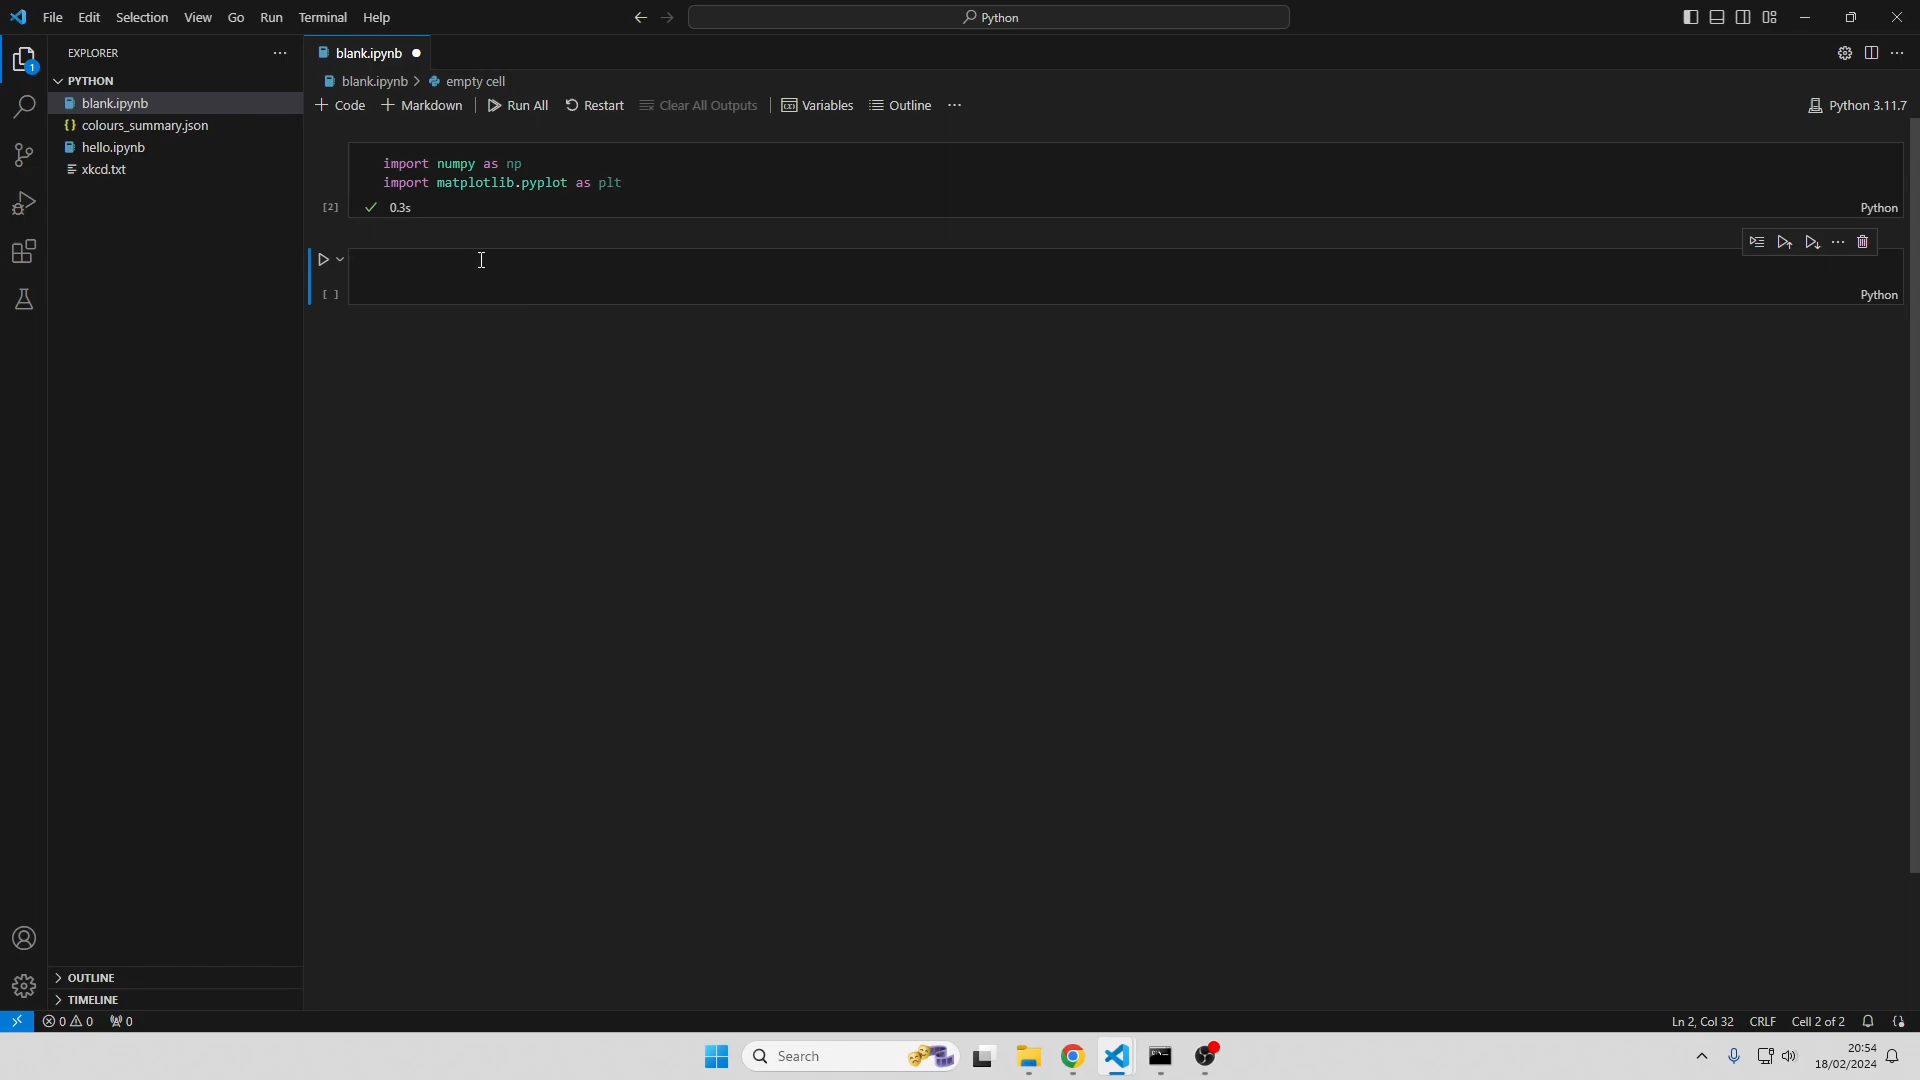 File Edit Selection View Go Run Terminal Help
Python
EXPLORER
PYTHON
blank.ipynb
colours_summary.json
hello.ipynb
xkcd.txt
OUTLINE
TIMELINE
1
blank.ipynb
blank.ipynb > empty cell
Code Markdown Run All Restart Clear All Outputs Variables Outline ...
Python 3.11.7
import numpy as np
import matplotlib.pyplot as plt
[2] 0.3s
Python
[ ]
Python
0 0 0
Ln 2, Col 32 CRLF Cell 2 of 2
Search
20:54
18/02/2024